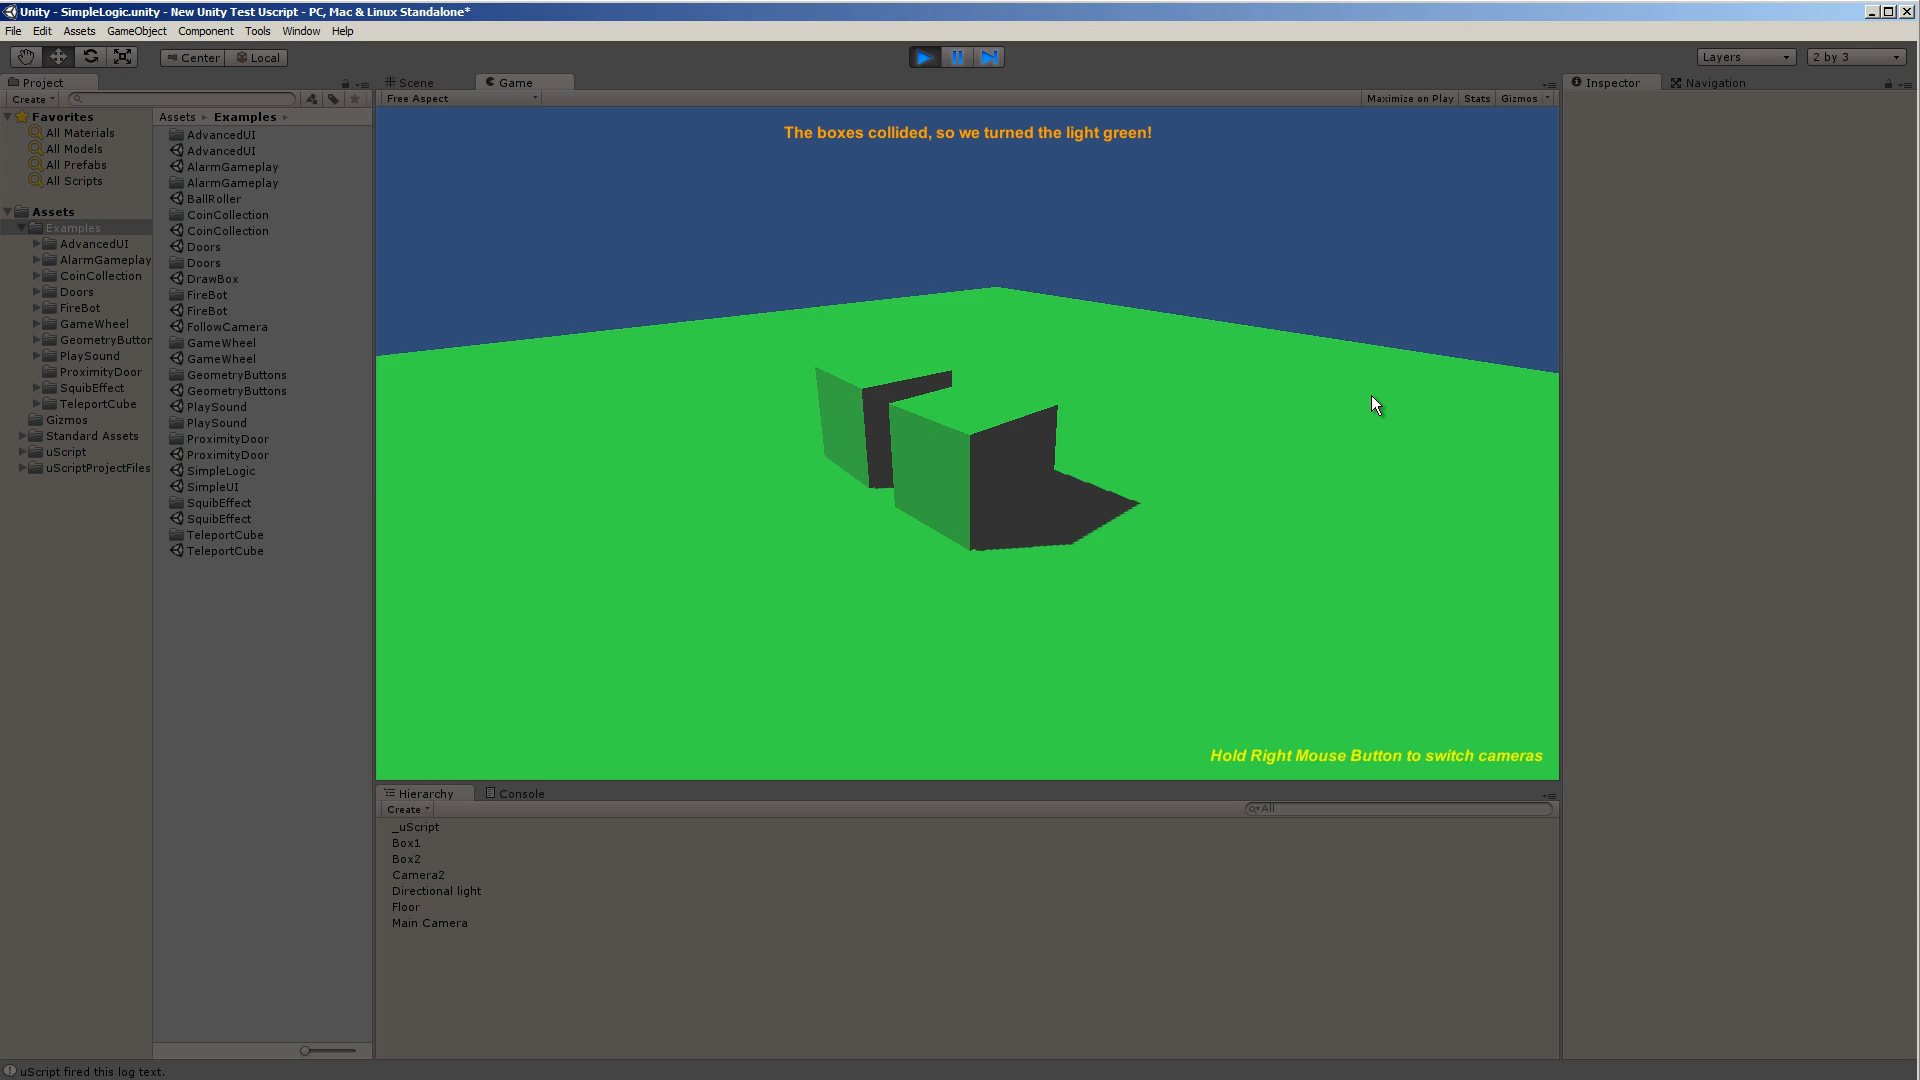 Unity - SimpleLogic.unity - New Unity Test Uscript - PC, Mac & Linux Standalone*
File Edit Assets GameObject Component Tools Window Help
Center Local
Layers
2 by 3
Project
Create
Favorites
All Materials
All Models
All Prefabs
All Scripts
Assets
Examples
AdvancedUI
AlarmGameplay
CoinCollection
Doors
FireBot
GameWheel
GeometryButtor
PlaySound
ProximityDoor
SquibEffect
TeleportCube
Gizmos
Standard Assets
uScript
uScriptProjectFiles
Assets Examples
AdvancedUI
AdvancedUI
AlarmGameplay
AlarmGameplay
BallRoller
CoinCollection
CoinCollection
Doors
Doors
DrawBox
FireBot
FireBot
FollowCamera
GameWheel
GameWheel
GeometryButtons
GeometryButtons
PlaySound
PlaySound
ProximityDoor
ProximityDoor
SimpleLogic
SimpleUI
SquibEffect
SquibEffect
TeleportCube
TeleportCube
Scene Game
Free Aspect
Maximize on Play Stats Gizmos
The boxes collided, so we turned the light green!
Hold Right Mouse Button to switch cameras
Hierarchy Console
Create
All
_uScript
Box1
Box2
Camera2
Directional light
Floor
Main Camera
Inspector Navigation
uScript fired this log text.